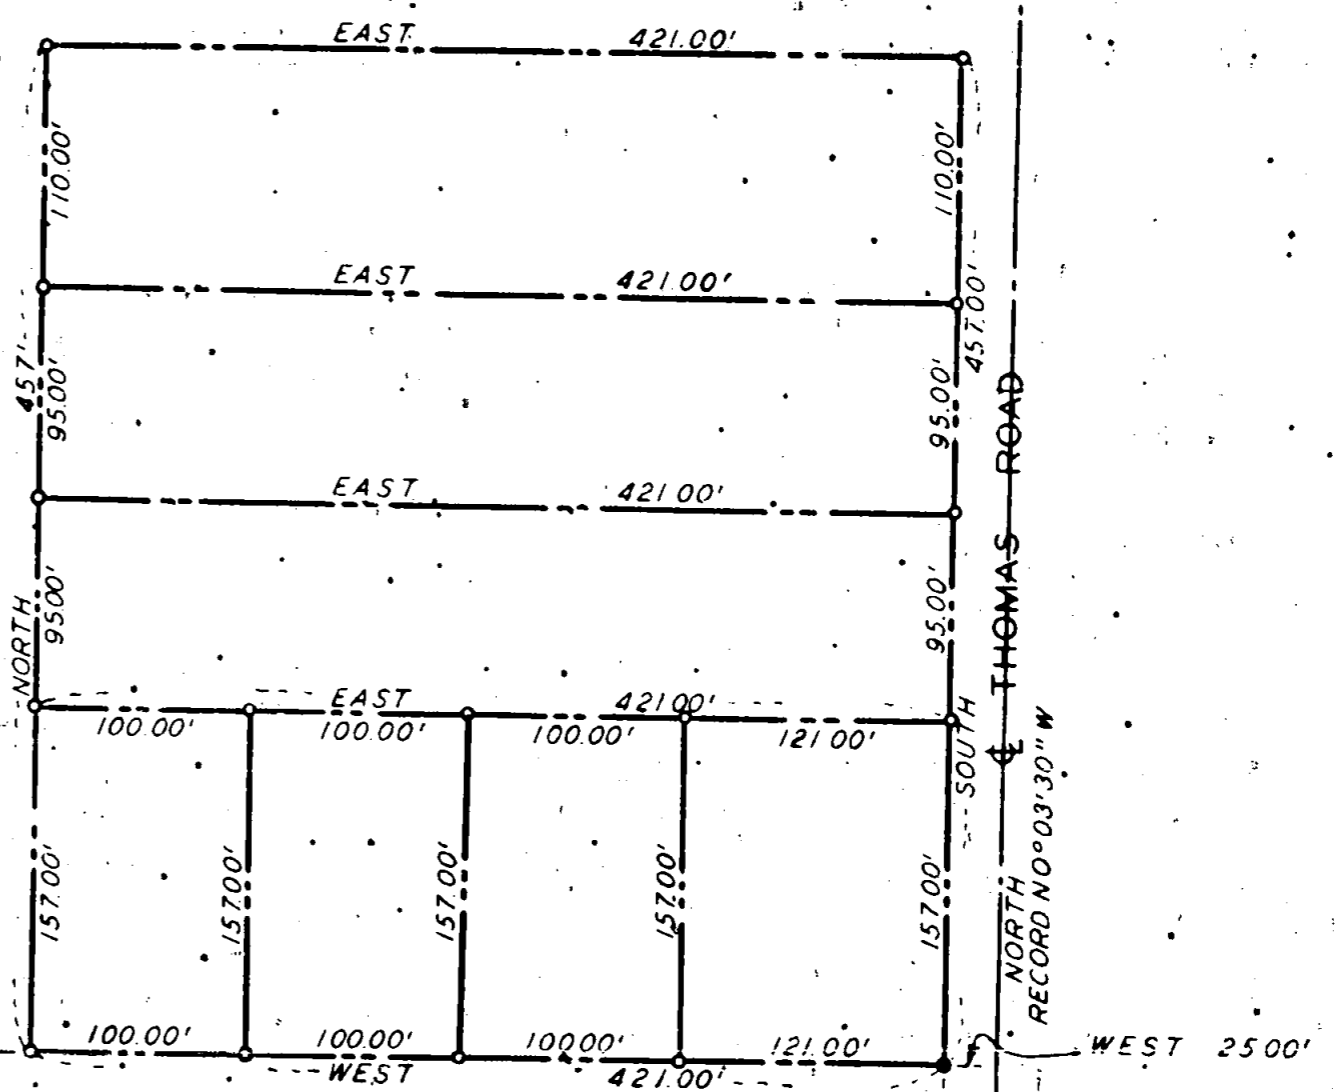 EAST 421.00'
110.00' 110.00'
EAST 421.00'
457' 95.00' 95.00' 457.00'
EAST 421.00'
NORTH 95.00' 95.00' SOUTH
THOMAS ROAD
EAST 421.00'
100.00' 100.00' 100.00' 121.00'
157.00' 157.00' 157.00' 157.00' 157.00'
NORTH
RECORD N 0°03'30" W
100.00' 100.00' 100.00' 121.00'
WEST 421.00'
WEST 25.00'
℄